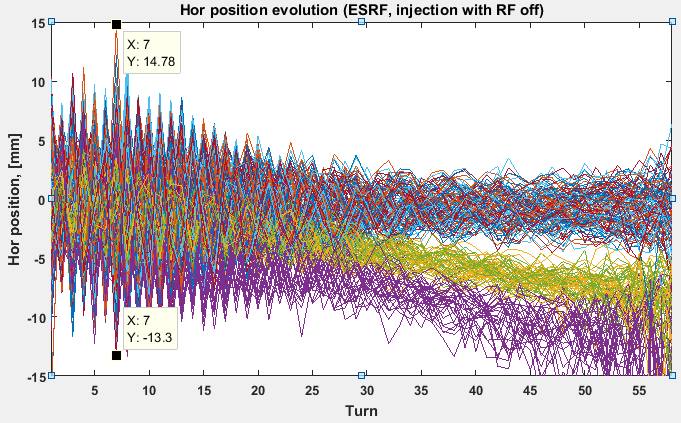 Hor position evolution (ESRF, injection with RF off)
15
X: 7
Y: 14.78
10
5
0
-5
-10
X: 7
Y: -13.3
-15
5 10 15 20 25 30 35 40 45 50 55
Hor position, [mm]
Turn